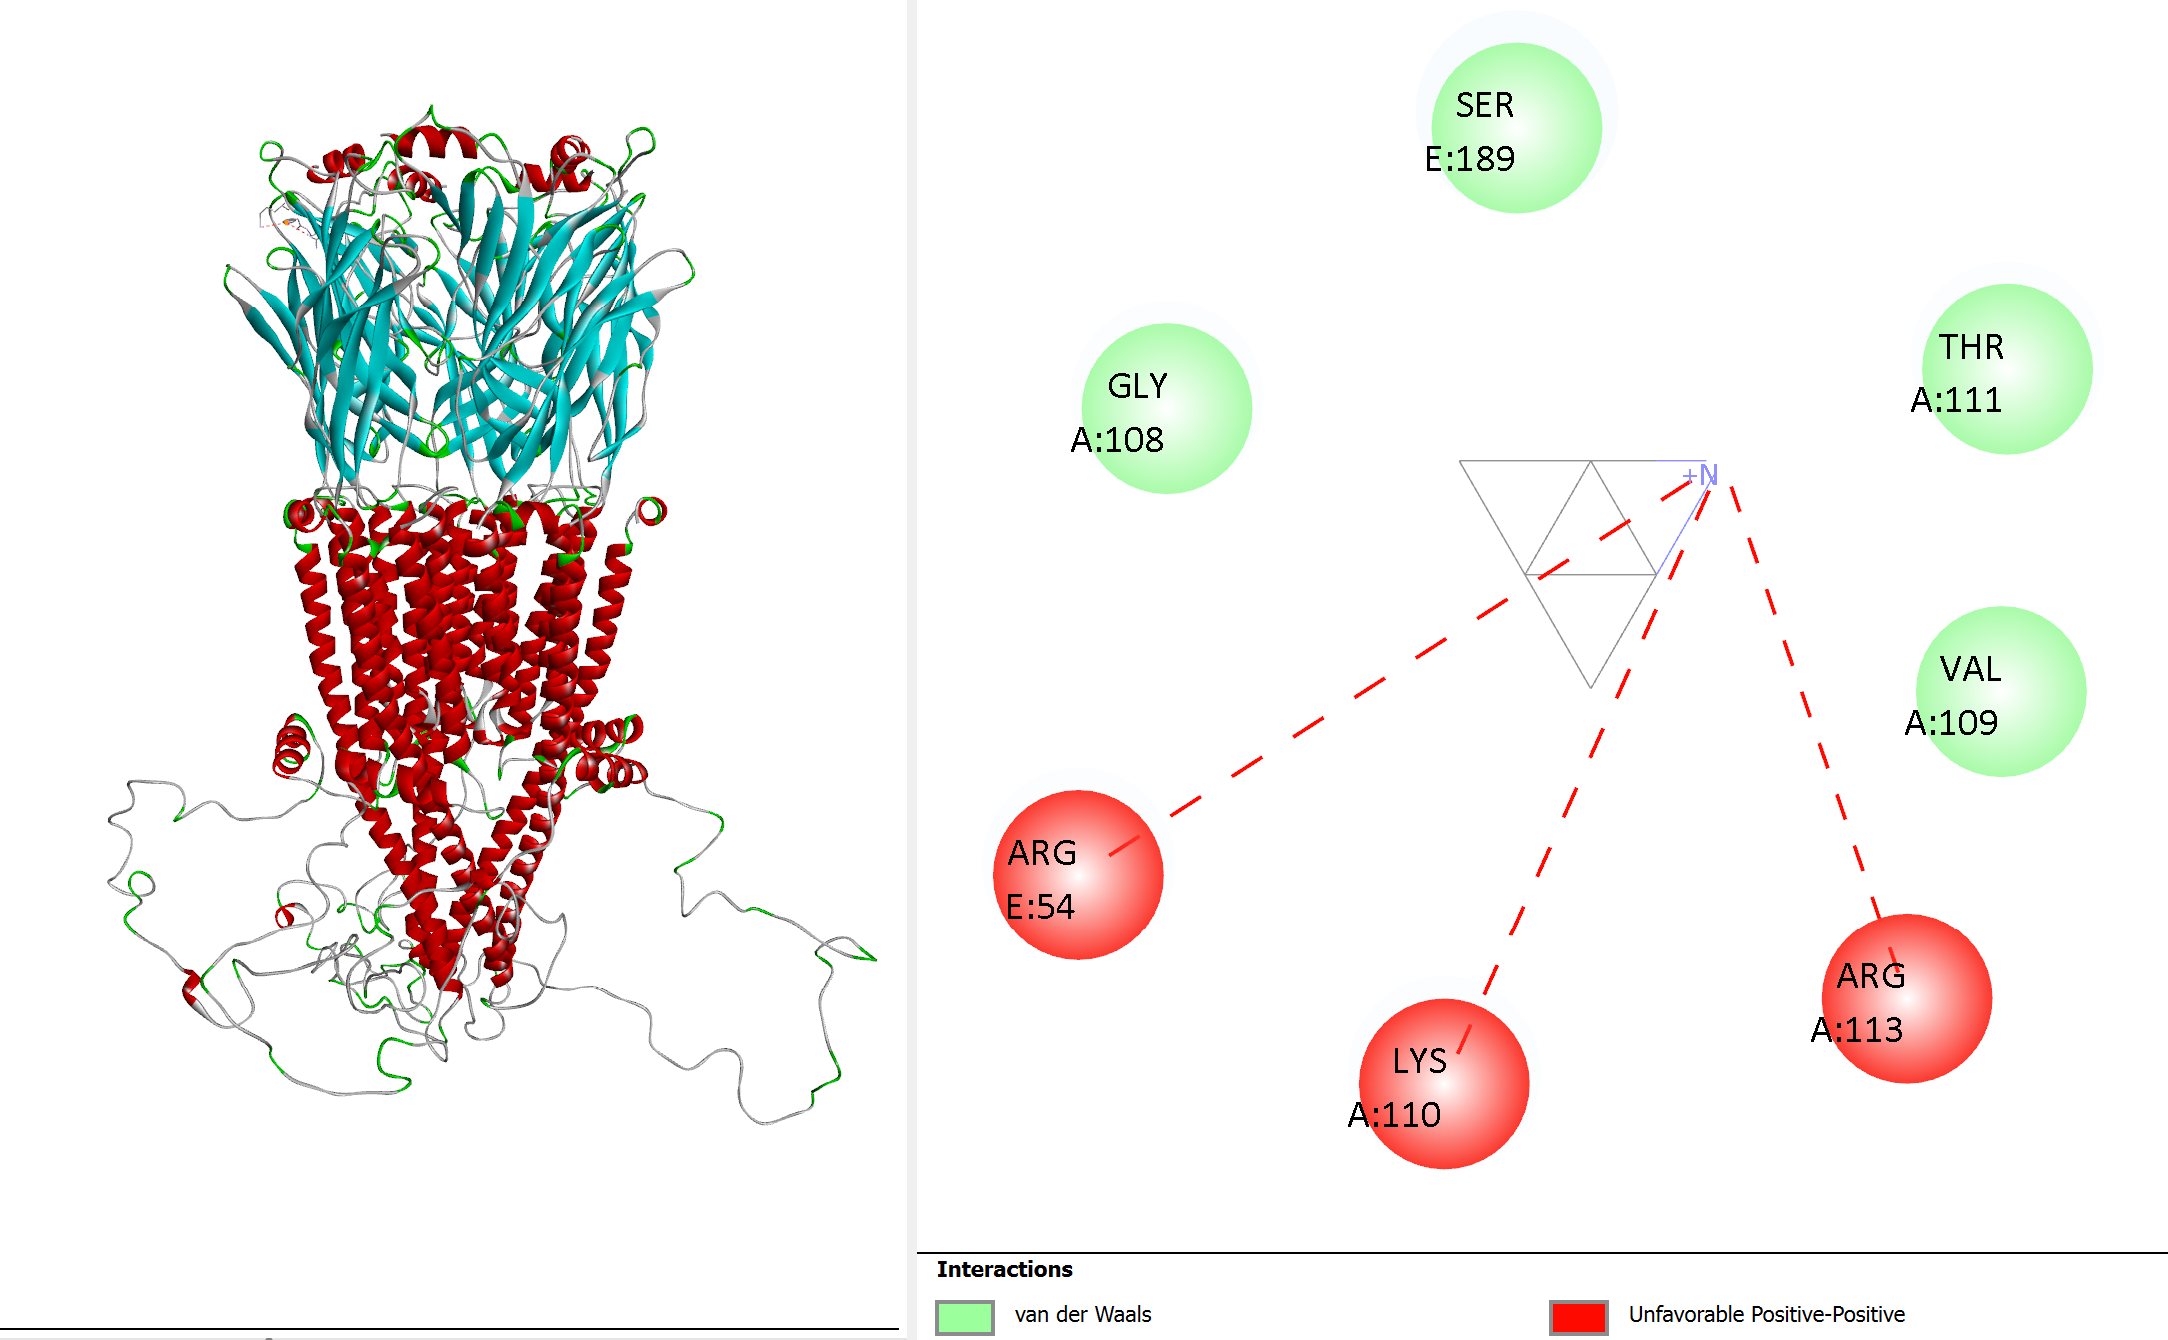 SER
E:189
THR
A:111
GLY
A:108
+N
VAL
A:109
ARG
E:54
ARG
A:113
LYS
A:110
Interactions
van der Waals
Unfavorable Positive-Positive